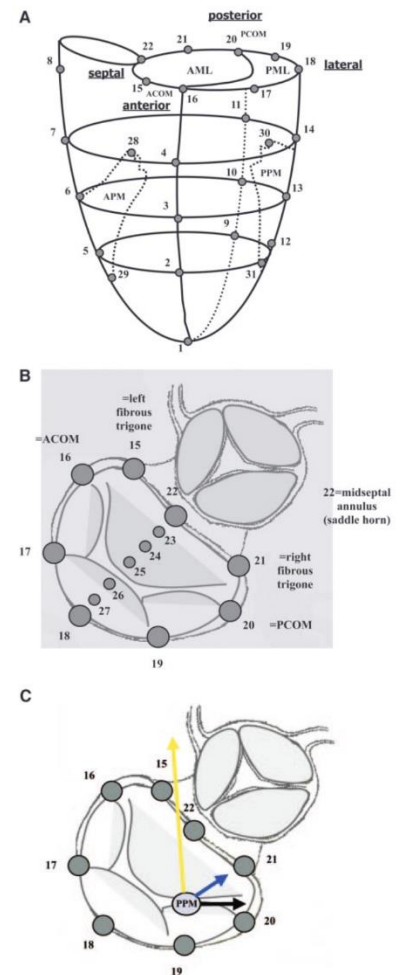 A
posterior
21
20
PCOM
19
22
18
8
septal
AML
PML
lateral
15
ACOM
16
17
anterior
11
7
28
30
14
4
APM
10
PPM
6
3
13
9
5
12
2
29
31
1
B
=left
fibrous
trigone
=ACOM
15
16
22
22=midseptal
annulus
(saddle horn)
23
17
24
21
25
=right
fibrous
trigone
26
27
18
20
=PCOM
19
C
15
16
22
17
21
PPM
18
20
19